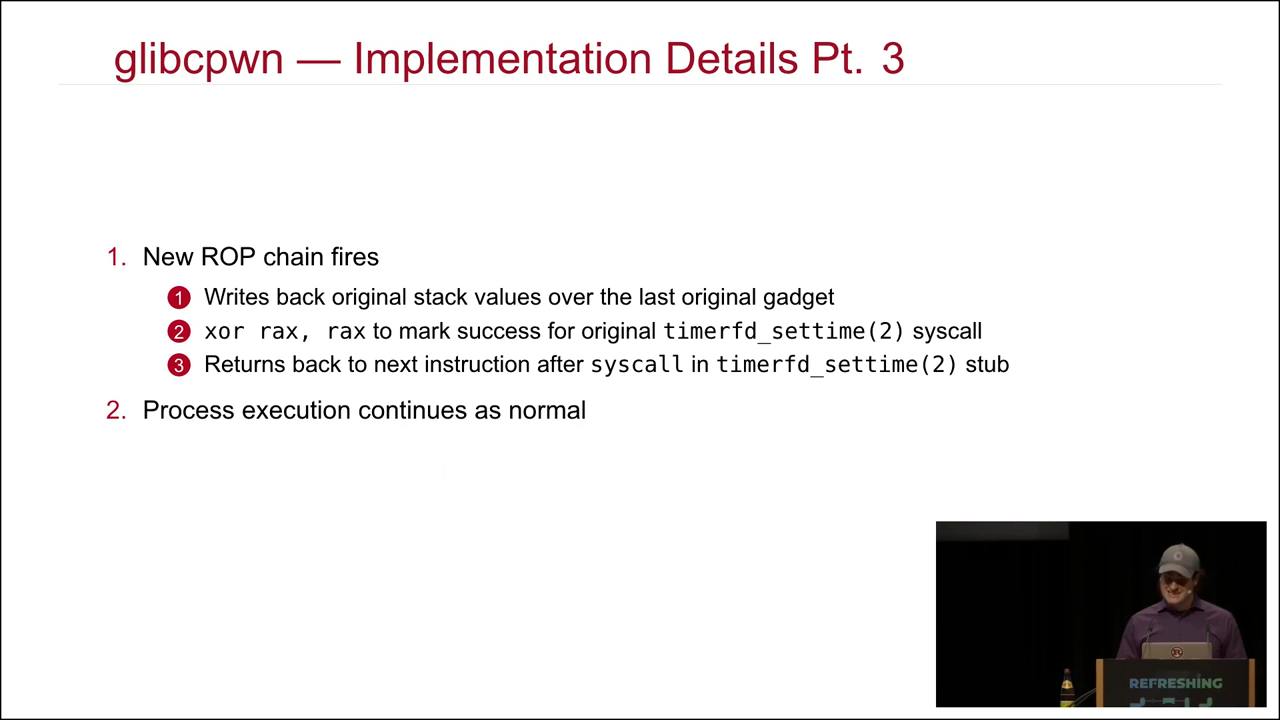 glibcpwn — Implementation Details Pt. 3
1. New ROP chain fires
1 Writes back original stack values over the last original gadget
2 xor rax, rax to mark success for original timerfd_settime(2) syscall
3 Returns back to next instruction after syscall in timerfd_settime(2) stub
2. Process execution continues as normal
REFRESHING